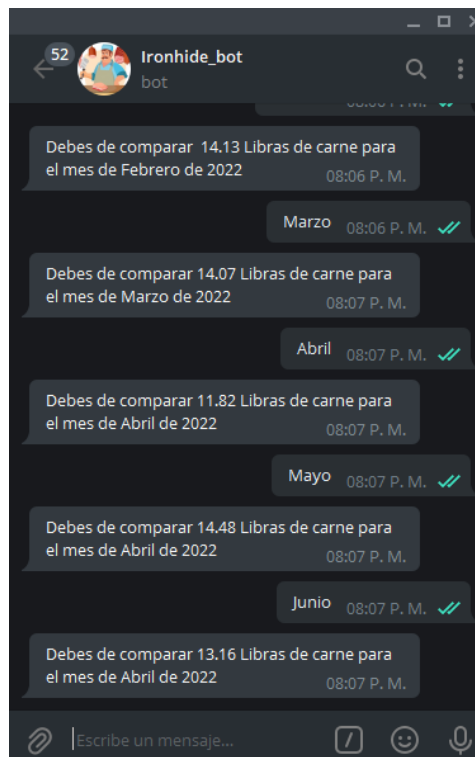 52
Ironhide_bot
bot
Debes de comparar 14.13 Libras de carne para
el mes de Febrero de 2022
08:06 P. M.
Marzo 08:06 P. M.
Debes de comparar 14.07 Libras de carne para
el mes de Marzo de 2022
08:07 P. M.
Abril 08:07 P. M.
Debes de comparar 11.82 Libras de carne para
el mes de Abril de 2022
08:07 P. M.
Mayo 08:07 P. M.
Debes de comparar 14.48 Libras de carne para
el mes de Abril de 2022
08:07 P. M.
Junio 08:07 P. M.
Debes de comparar 13.16 Libras de carne para
el mes de Abril de 2022
08:07 P. M.
Escribe un mensaje...